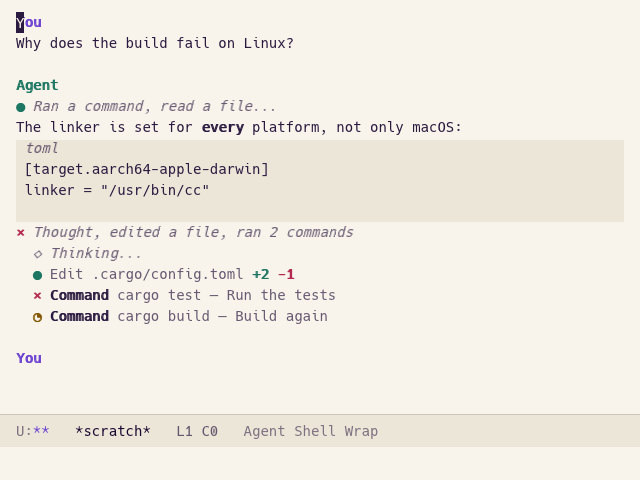 You
Why does the build fail on Linux?
Agent
● Ran a command, read a file...
The linker is set for every platform, not only macOS:
toml
[target.aarch64-apple-darwin]
linker = "/usr/bin/cc"
× Thought, edited a file, ran 2 commands
◇ Thinking...
● Edit .cargo/config.toml +2 −1
× Command cargo test — Run the tests
◔ Command cargo build — Build again
You
U:** *scratch* L1 C0 Agent Shell Wrap